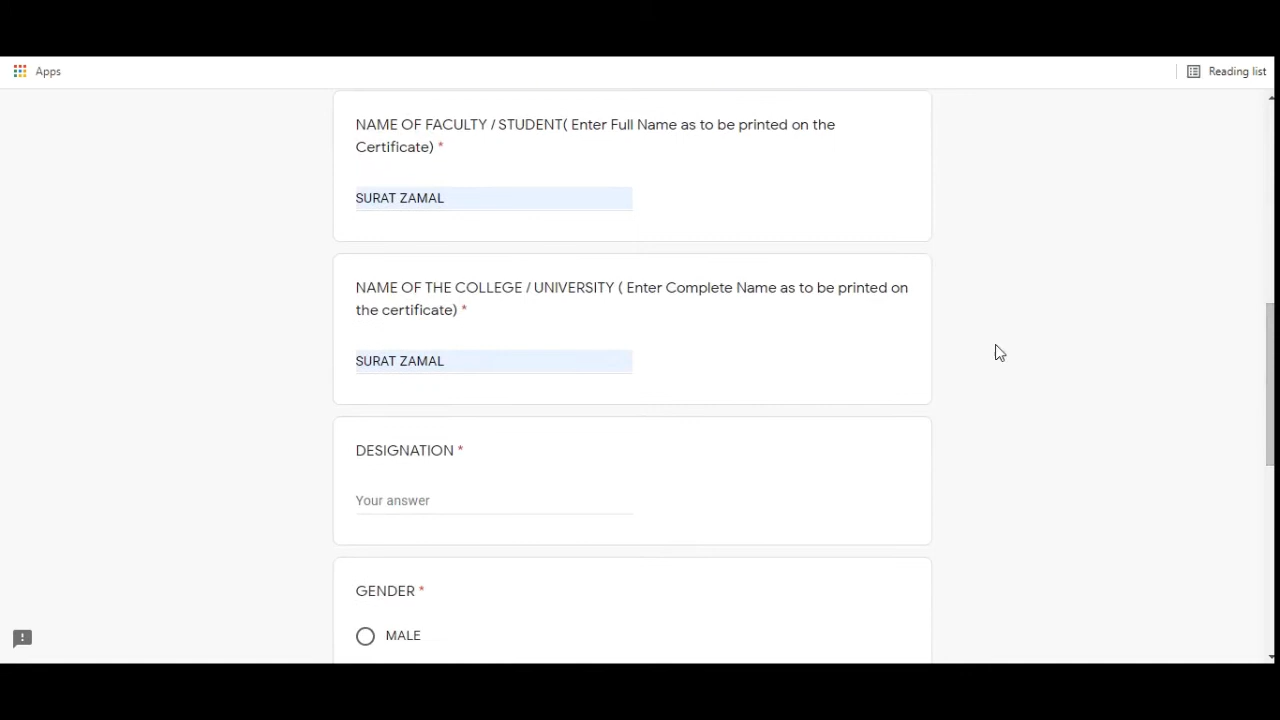 Apps
Reading list
NAME OF FACULTY / STUDENT( Enter Full Name as to be printed on the
Certificate) *
SURAT ZAMAL
NAME OF THE COLLEGE / UNIVERSITY ( Enter Complete Name as to be printed on
the certificate) *
SURAT ZAMAL
DESIGNATION *
Your answer
GENDER *
MALE